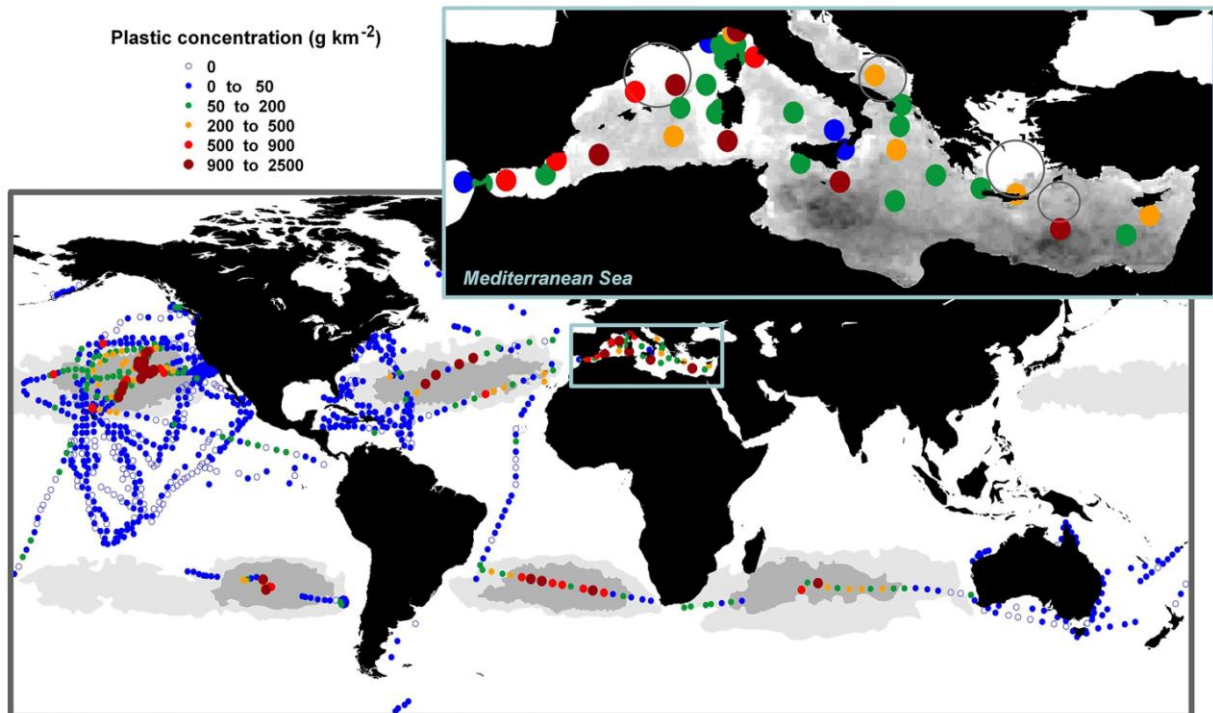 Plastic concentration (g km-2)
0
0 to 50
50 to 200
200 to 500
500 to 900
900 to 2500
Mediterranean Sea